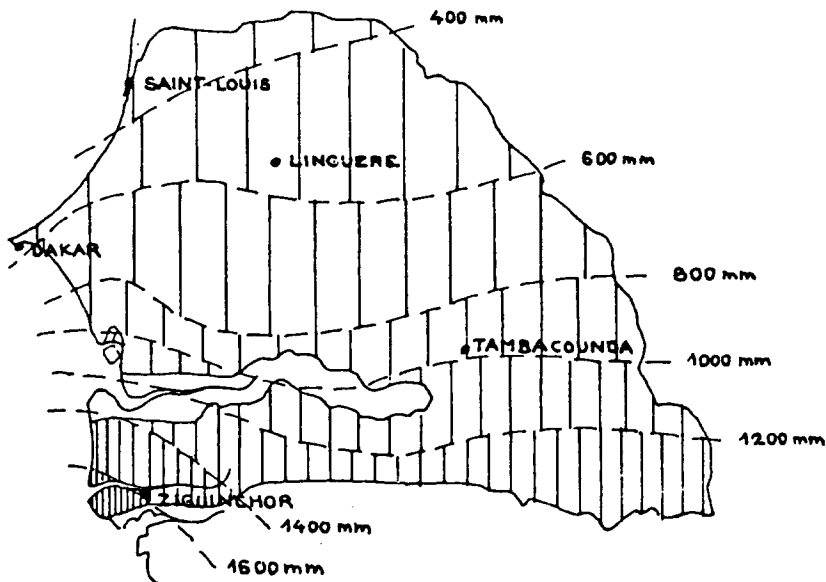 400 mm
SAINT-LOUIS
LINGUERE
600 mm
DAKAR
800 mm
TAMBACOUNDA
1000 mm
1200 mm
ZIGUINCHOR
1400 mm
1600 mm